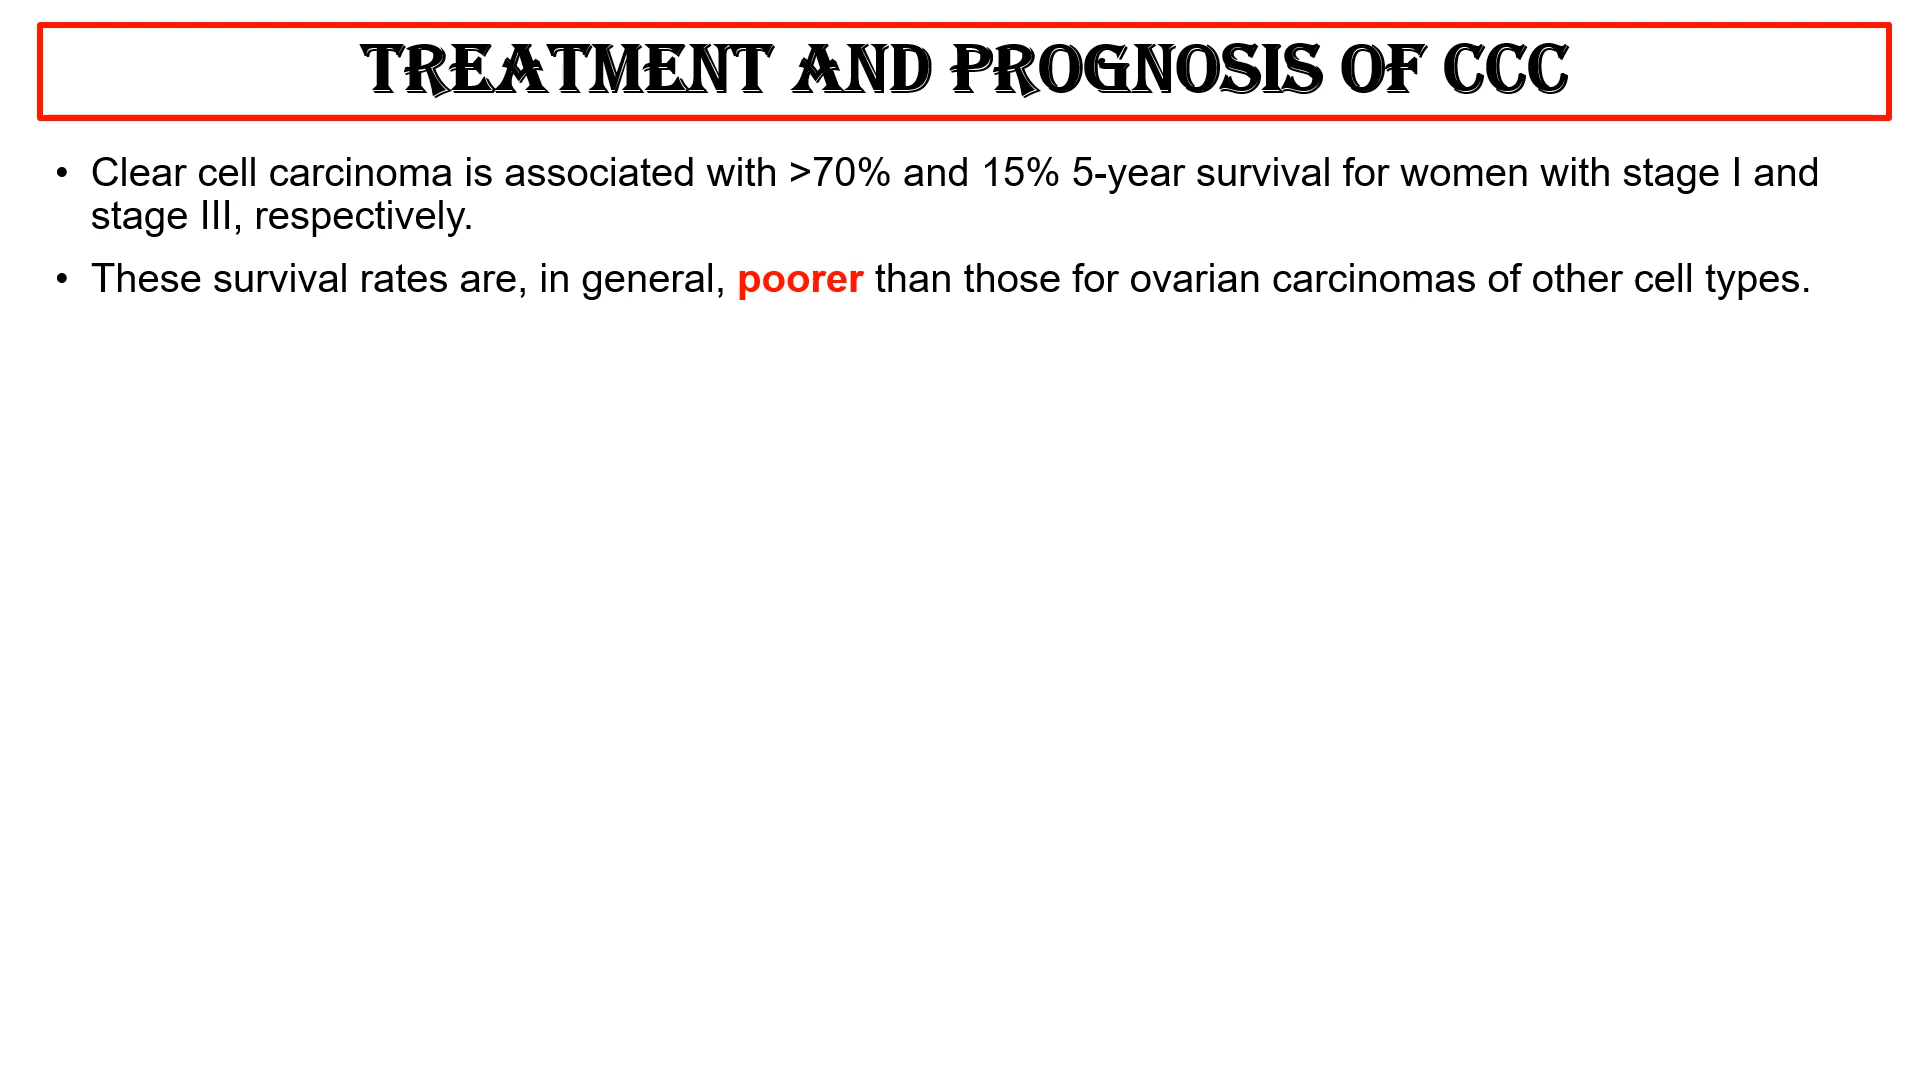 TREATMENT AND PROGNOSIS OF CCC
• Clear cell carcinoma is associated with >70% and 15% 5-year survival for women with stage I and
stage III, respectively.
• These survival rates are, in general, poorer than those for ovarian carcinomas of other cell types.